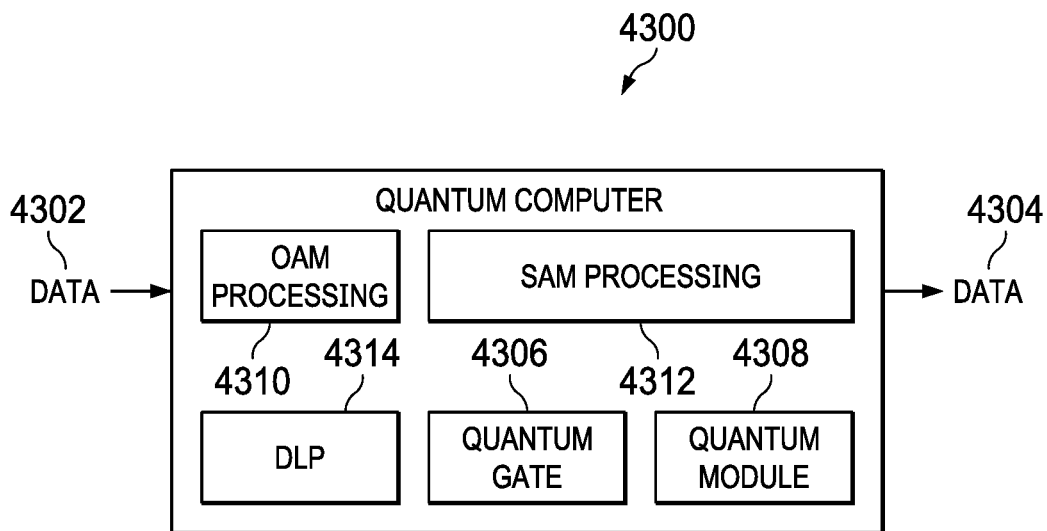 4300
QUANTUM COMPUTER
4302
4304
OAM
PROCESSING
SAM PROCESSING
DATA
DATA
4310
4314
4306
4312
4308
DLP
QUANTUM
GATE
QUANTUM
MODULE